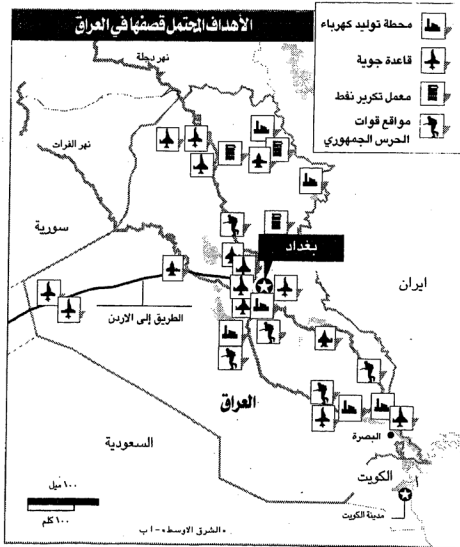 الأهداف المحتمل قصفها في العراق
محطة توليد كهرباء
قاعدة جوية
معمل تكرير نفط
مواقع قوات
الحرس الجمهوري
نهر دجلة
نهر الفرات
سورية
بغداد
ايران
الطريق إلى الاردن
العراق
السعودية
البصرة
الكويت
مدينة الكويت
١٠٠ ميل
١٠٠ كلم
«الشرق الاوسط» - ا ب